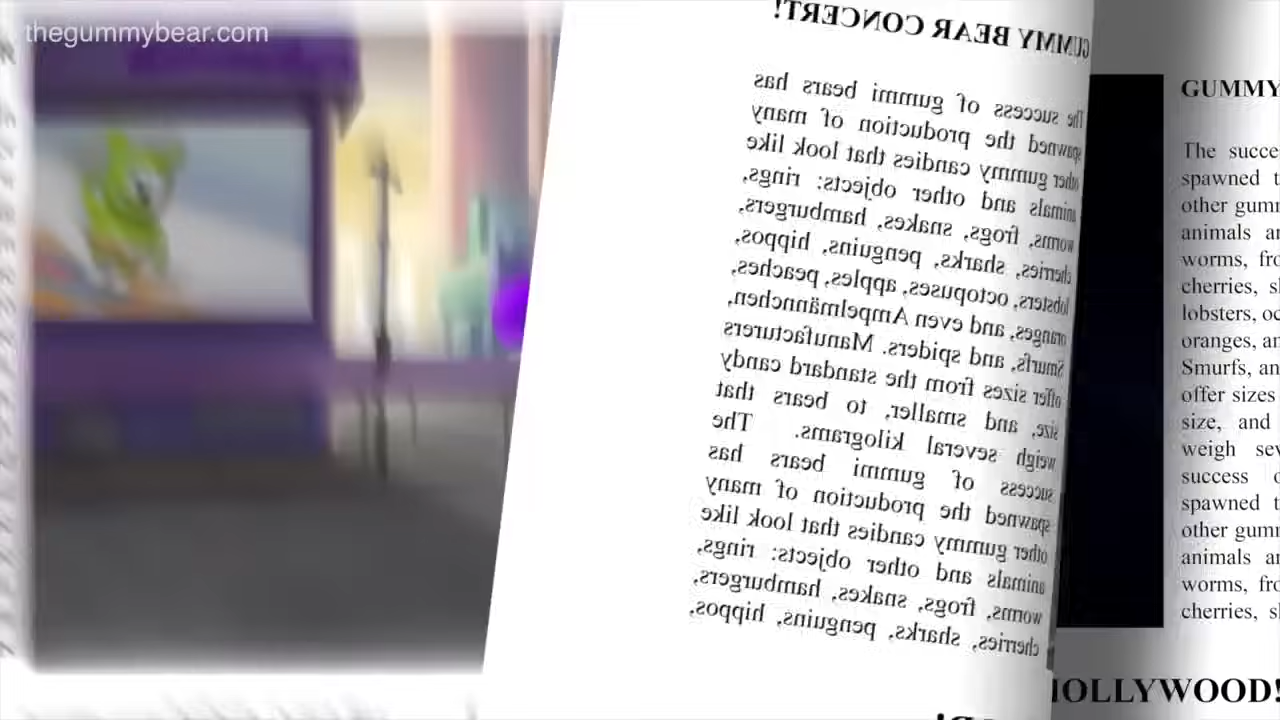 thegummybear.com
GUMMY BEAR CONCERT!
The success of gummi bears has
spawned the production of many
other gummy candies that look like
animals and other objects: rings,
worms, frogs, snakes, hamburgers,
cherries, sharks, penguins, hippos,
lobsters, octopuses, apples, peaches,
oranges, and even Ampelmännchen,
Smurfs, and spiders. Manufacturers
offer sizes from the standard candy
size, and smaller, to bears that
weigh several kilograms. The
success of gummi bears has
spawned the production of many
other gummy candies that look like
animals and other objects: rings,
worms, frogs, snakes, hamburgers,
cherries, sharks, penguins, hippos,
GUMMY
The succe
spawned t
other gum
animals a
worms, fro
cherries, s
lobsters, oc
oranges, an
Smurfs, an
offer sizes
size, and
weigh sev
success
spawned t
other gum
animals a
worms, fro
cherries, s
OLLYWOOD!